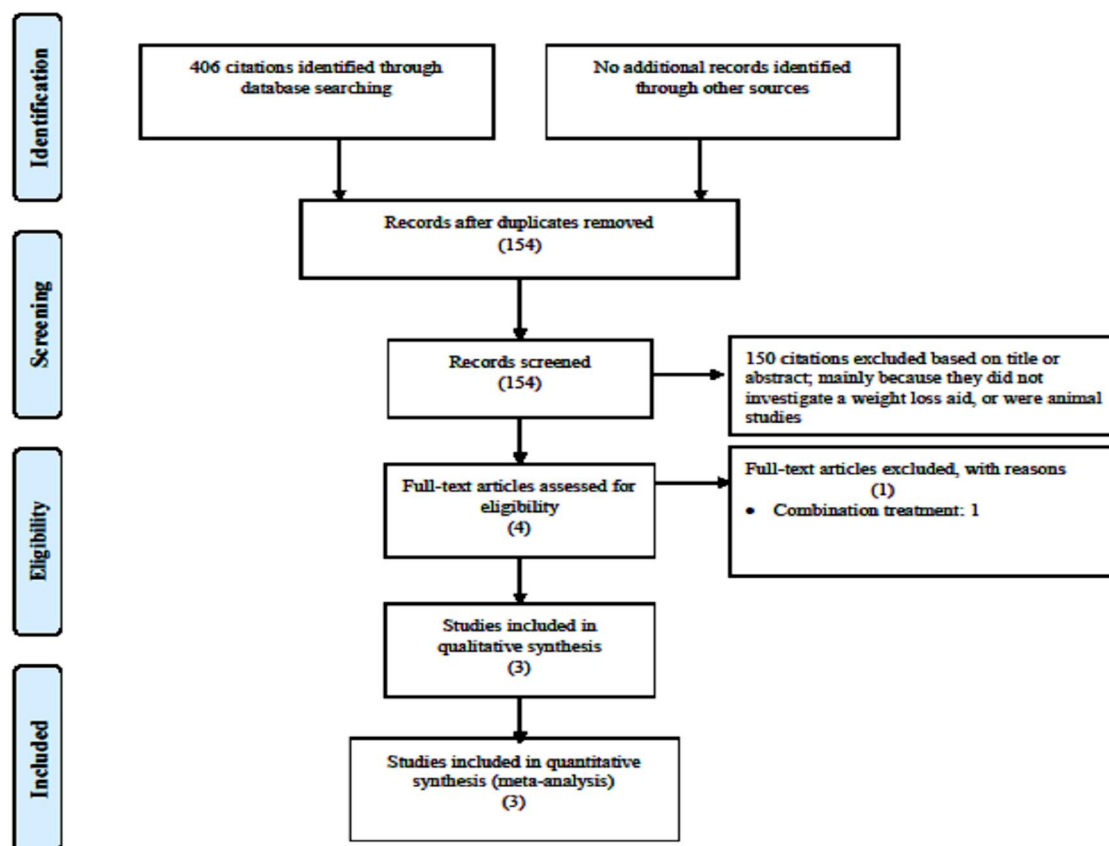 Identification
406 citations identified through
database searching
No additional records identified
through other sources
Records after duplicates removed
(154)
Screening
Records screened
(154)
150 citations excluded based on title or
abstract; mainly because they did not
investigate a weight loss aid, or were animal
studies
Eligibility
Full-text articles assessed for
eligibility
(4)
Full-text articles excluded, with reasons
(1)
• Combination treatment: 1
Studies included in
qualitative synthesis
(3)
Included
Studies included in quantitative
synthesis (meta-analysis)
(3)